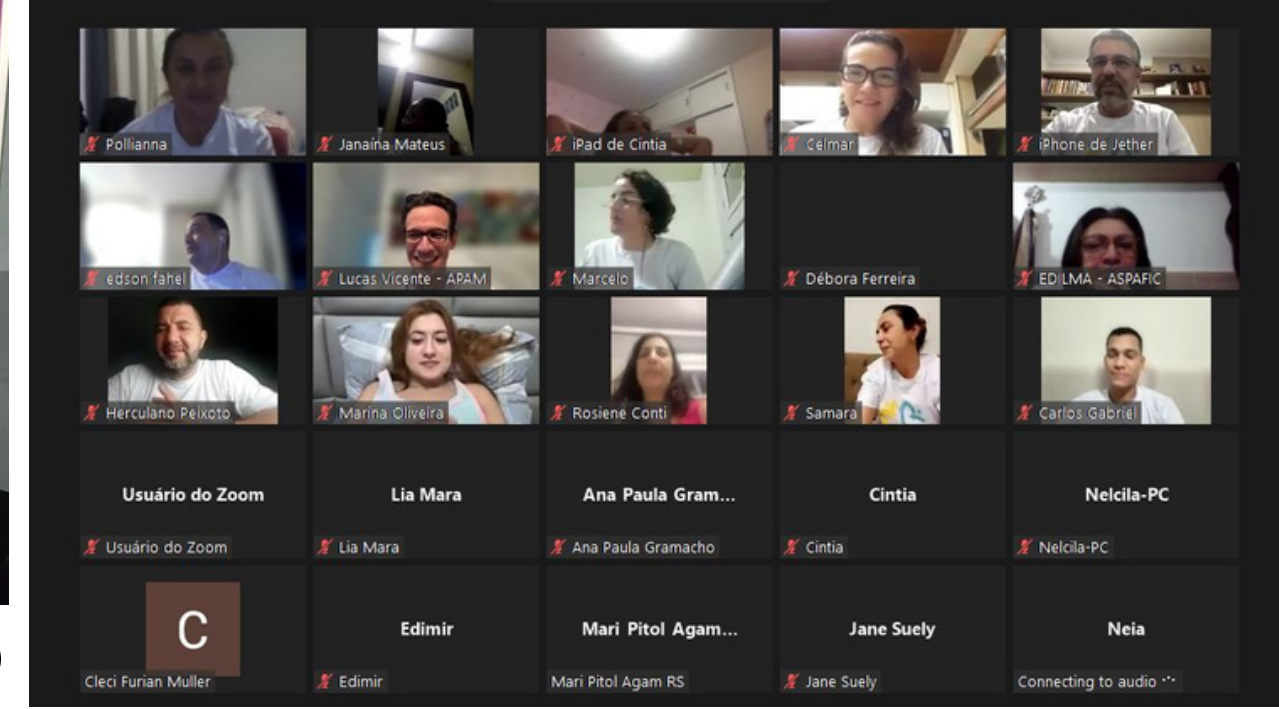 Pollianna
Janaína Mateus
iPad de Cintia
Celmar
iPhone de Jether
edson fahel
Lucas Vicente - APAM
Marcelo
Débora Ferreira
EDILMA - ASPAFIC
Herculano Peixoto
Marina Oliveira
Rosiene Conti
Samara
Carlos Gabriel
Usuário do Zoom
Usuário do Zoom
Lia Mara
Lia Mara
Ana Paula Gram...
Ana Paula Gramacho
Cintia
Cintia
Nelcila-PC
Nelcila-PC
C
Cleci Furian Muller
Edimir
Edimir
Mari Pitol Agam...
Mari Pitol Agam RS
Jane Suely
Jane Suely
Neia
Connecting to audio ···